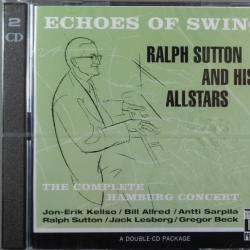 2
CD
ECHOES OF SWING
RALPH SUTTON
AND HIS
ALLSTARS
THE COMPLETE
HAMBURG CONCERT
Jon-Erik Kellso / Bill Allred / Antti Sarpila
Ralph Sutton / Jack Lesberg / Gregor Beck
A DOUBLE-CD PACKAGE